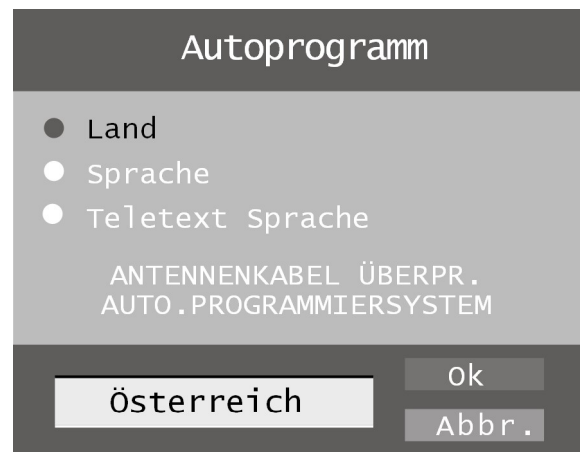 Autoprogramm
Land
Sprache
Teletext Sprache
ANTENNENKABEL ÜBERPR.
AUTO.PROGRAMMIERSYSTEM
Österreich
Ok
Abbr.